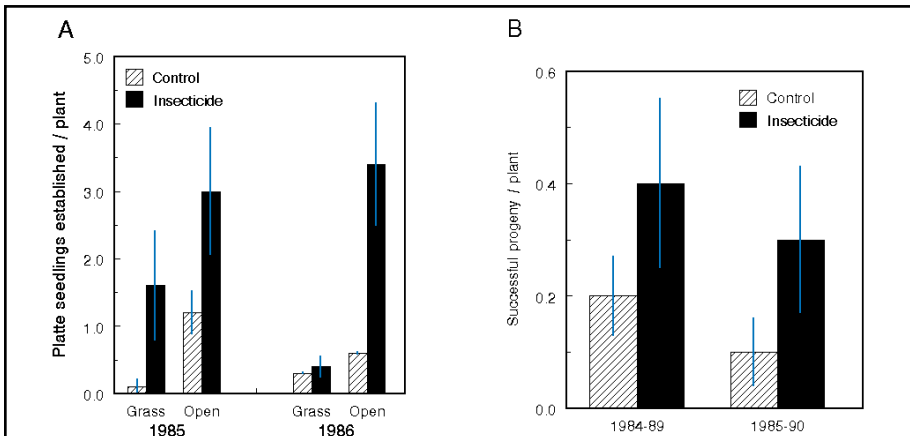 A
Platte seedlings established / plant
5.0
4.0
3.0
2.0
1.0
0.0
Control
Insecticide
Grass Open Grass Open
1985 1986
B
Successful progeny / plant
0.6
0.4
0.2
0.0
Control
Insecticide
1984-89 1985-90